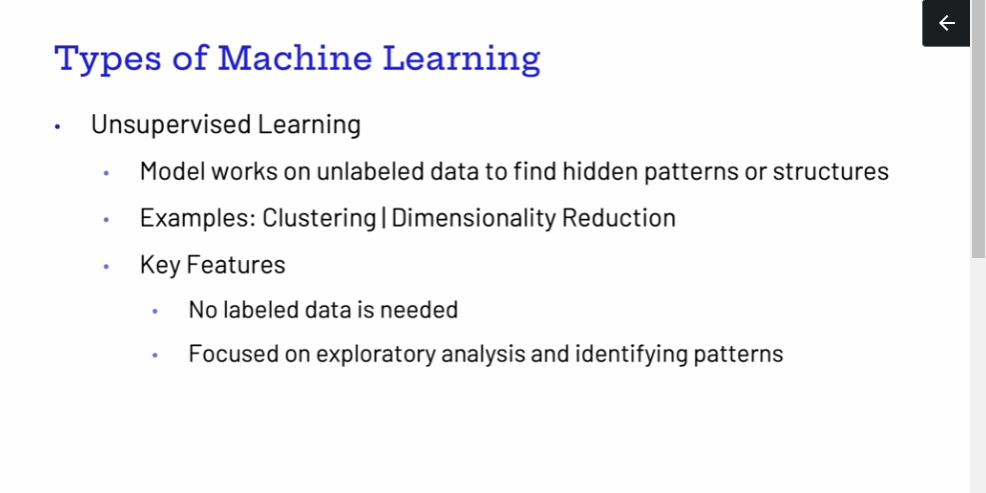 Types of Machine Learning
• Unsupervised Learning
• Model works on unlabeled data to find hidden patterns or structures
• Examples: Clustering | Dimensionality Reduction
• Key Features
• No labeled data is needed
• Focused on exploratory analysis and identifying patterns